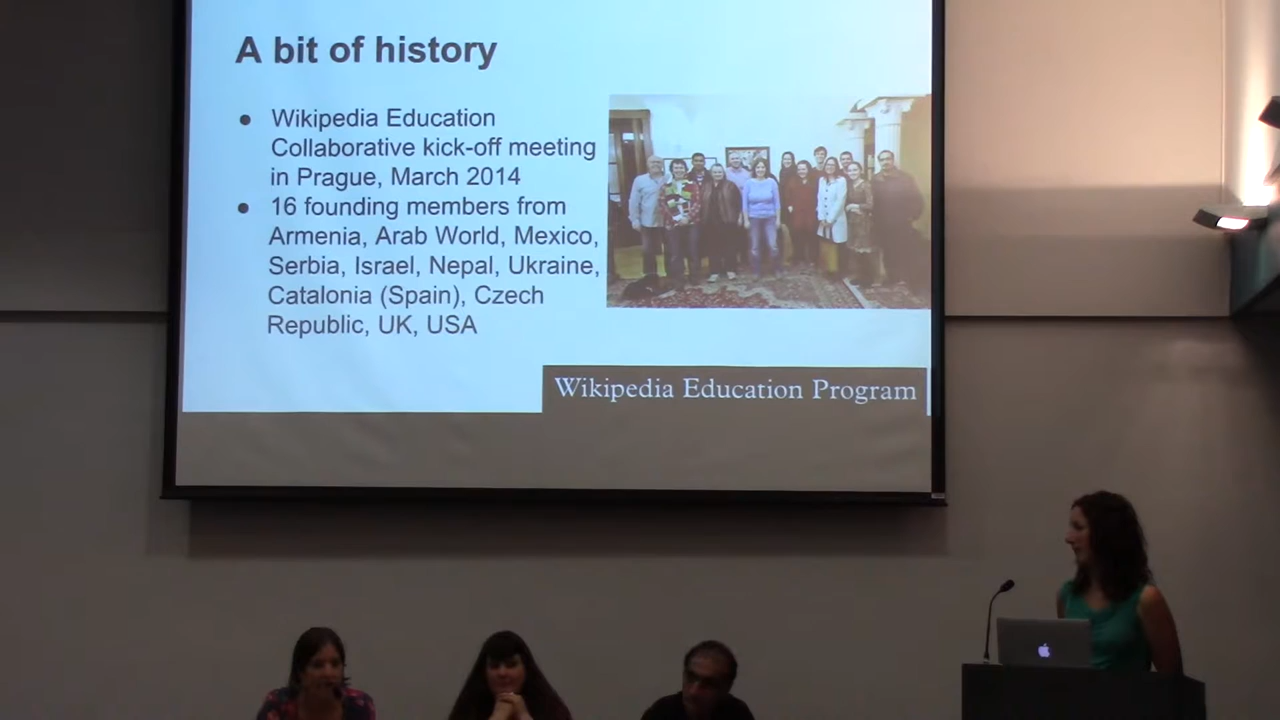 A bit of history
● Wikipedia Education
Collaborative kick-off meeting
in Prague, March 2014
● 16 founding members from
Armenia, Arab World, Mexico,
Serbia, Israel, Nepal, Ukraine,
Catalonia (Spain), Czech
Republic, UK, USA
Wikipedia Education Program